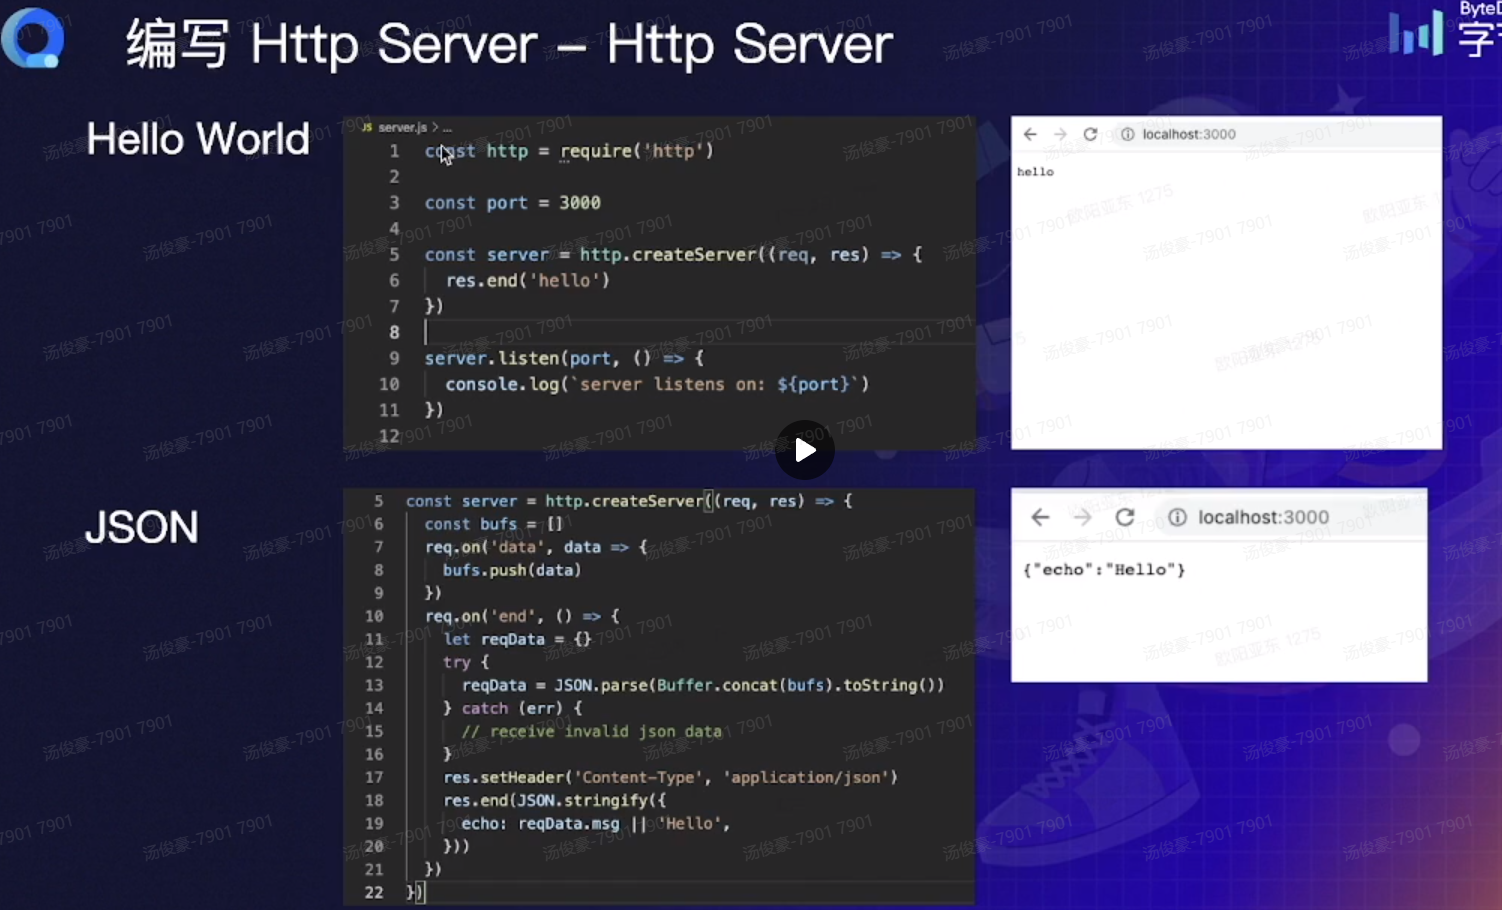 编写 Http Server – Http Server
字
Hello World
JS server.js > ...
1 const http = require('http')
2
3 const port = 3000
4
5 const server = http.createServer((req, res) => {
6 res.end('hello')
7 })
8
9 server.listen(port, () => {
10 console.log(`server listens on: ${port}`)
11 })
12
localhost:3000
hello
JSON
5 const server = http.createServer((req, res) => {
6 const bufs = []
7 req.on('data', data => {
8 bufs.push(data)
9 })
10 req.on('end', () => {
11 let reqData = {}
12 try {
13 reqData = JSON.parse(Buffer.concat(bufs).toString())
14 } catch (err) {
15 // receive invalid json data
16 }
17 res.setHeader('Content-Type', 'application/json')
18 res.end(JSON.stringify({
19 echo: reqData.msg || 'Hello',
20 }))
21 })
22 })
localhost:3000
{"echo":"Hello"}
汤俊豪-7901 7901
欧阳亚东 1275